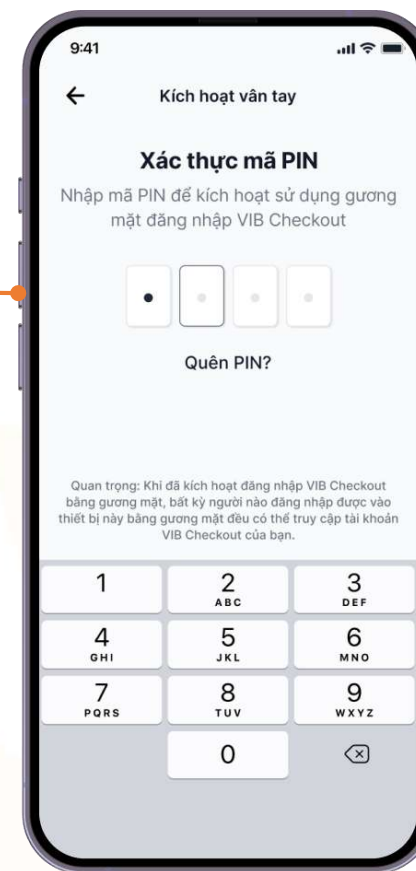 9:41
Kích hoạt vân tay
Xác thực mã PIN
Nhập mã PIN để kích hoạt sử dụng gương
mặt đăng nhập VIB Checkout
Quên PIN?
Quan trọng: Khi đã kích hoạt đăng nhập VIB Checkout
bằng gương mặt, bất kỳ người nào đăng nhập được vào
thiết bị này bằng gương mặt đều có thể truy cập tài khoản
VIB Checkout của bạn.
1 2 3
ABC DEF
4 5 6
GHI JKL MNO
7 8 9
PQRS TUV WXYZ
0